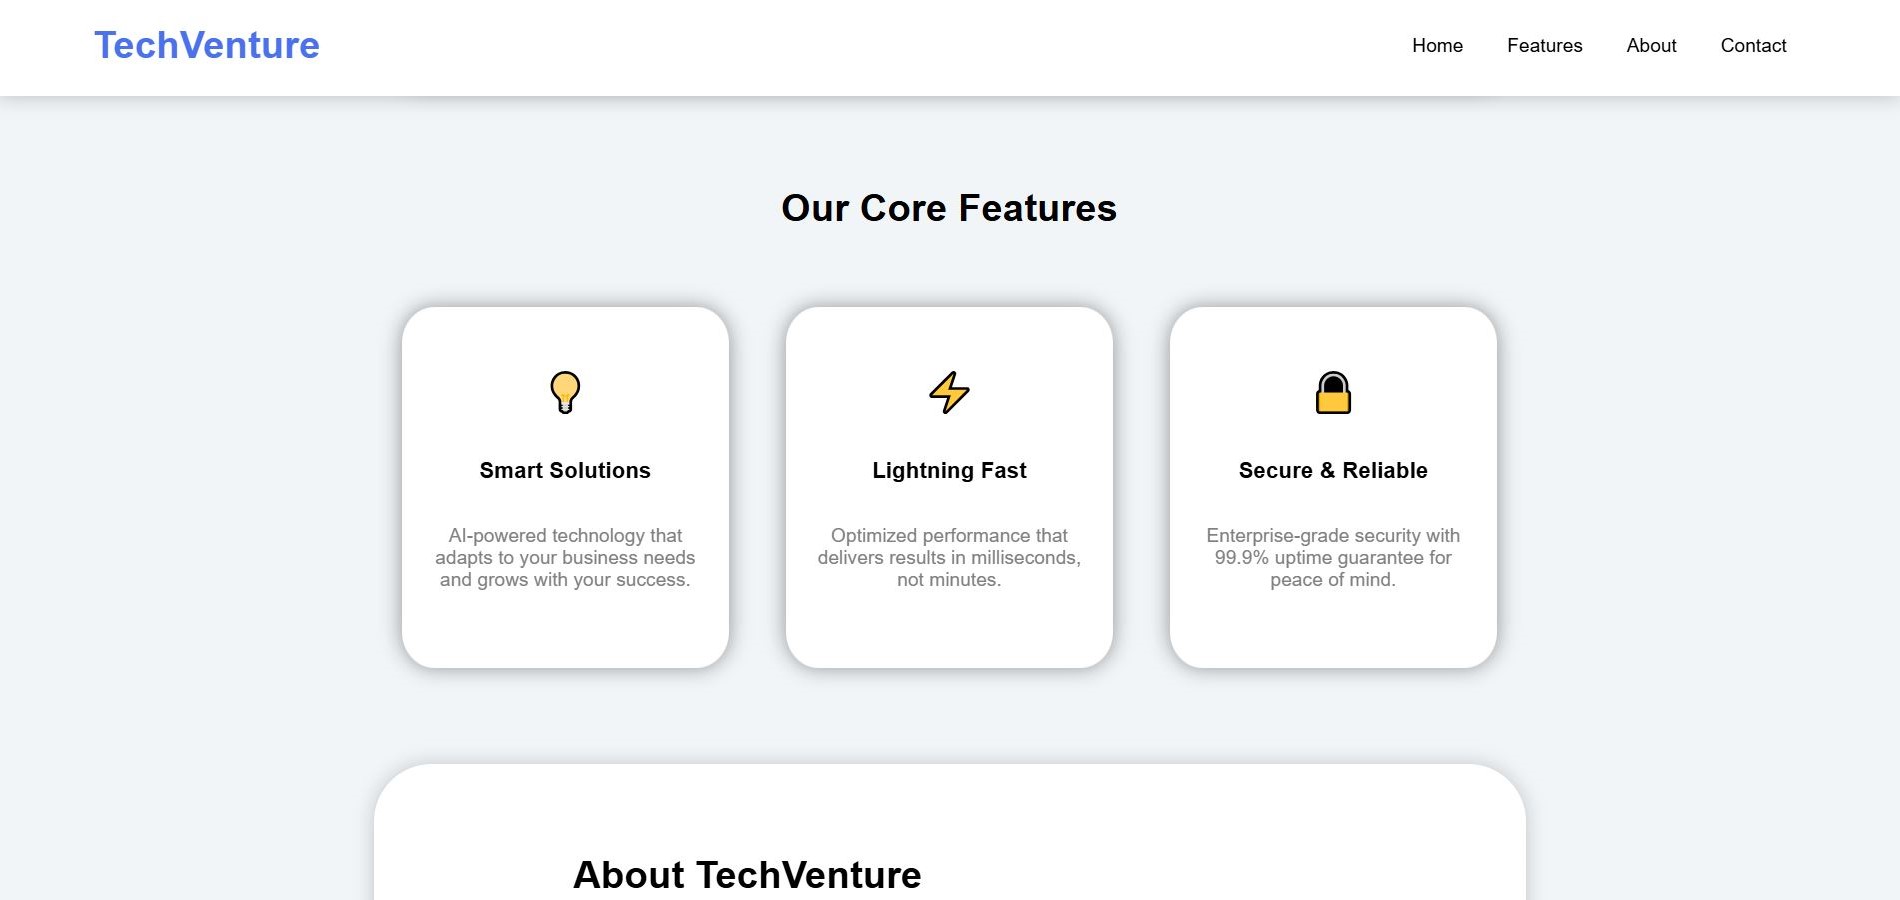 TechVenture
Home
Features
About
Contact
Our Core Features
Smart Solutions
AI-powered technology that
adapts to your business needs
and grows with your success.
Lightning Fast
Optimized performance that
delivers results in milliseconds,
not minutes.
Secure & Reliable
Enterprise-grade security with
99.9% uptime guarantee for
peace of mind.
About TechVenture